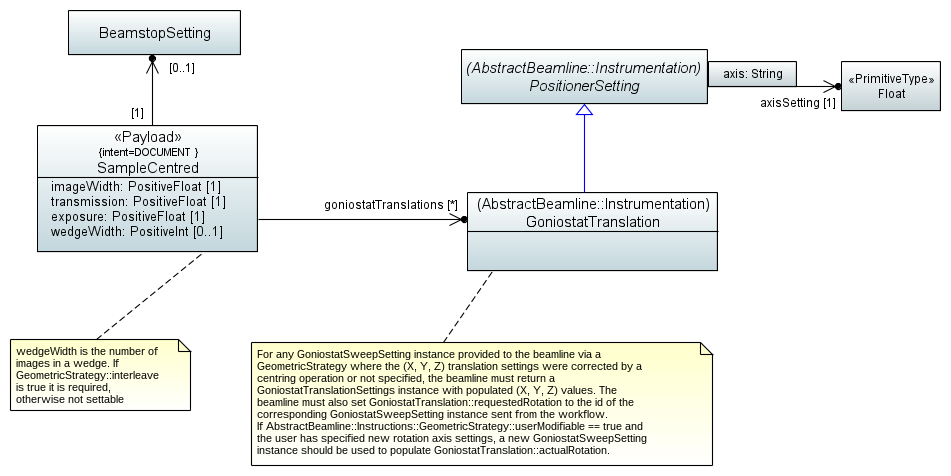 BeamstopSetting
[0..1]
[1]
«Payload»
{intent=DOCUMENT }
SampleCentred
imageWidth: PositiveFloat [1]
transmission: PositiveFloat [1]
exposure: PositiveFloat [1]
wedgeWidth: PositiveInt [0..1]
(AbstractBeamline::Instrumentation)
PositionerSetting
axis: String
axisSetting [1]
«PrimitiveType»
Float
goniostatTranslations [*]
(AbstractBeamline::Instrumentation)
GoniostatTranslation
wedgeWidth is the number of
images in a wedge. If
GeometricStrategy::interleave
is true it is required,
otherwise not settable
For any GoniostatSweepSetting instance provided to the beamline via a
GeometricStrategy where the (X, Y, Z) translation settings were corrected by a
centring operation or not specified, the beamline must return a
GoniostatTranslationSettings instance with populated (X, Y, Z) values. The
beamline must also set GoniostatTranslation::requestedRotation to the id of the
corresponding GoniostatSweepSetting instance sent from the workflow.
If AbstractBeamline::Instructions::GeometricStrategy::userModifiable == true and
the user has specified new rotation axis settings, a new GoniostatSweepSetting
instance should be used to populate GoniostatTranslation::actualRotation.